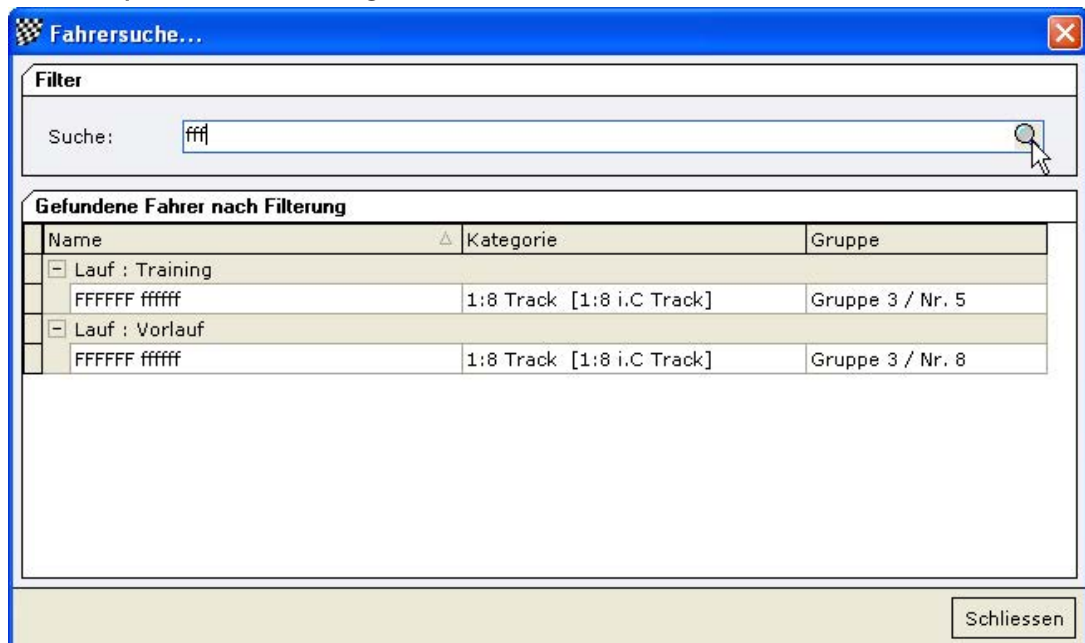 Fahrersuche...
Filter
Suche: fff
Gefundene Fahrer nach Filterung
Name Kategorie Gruppe
Lauf : Training
FFFFFF ffffff 1:8 Track [1:8 i.C Track] Gruppe 3 / Nr. 5
Lauf : Vorlauf
FFFFFF ffffff 1:8 Track [1:8 i.C Track] Gruppe 3 / Nr. 8
Schliessen